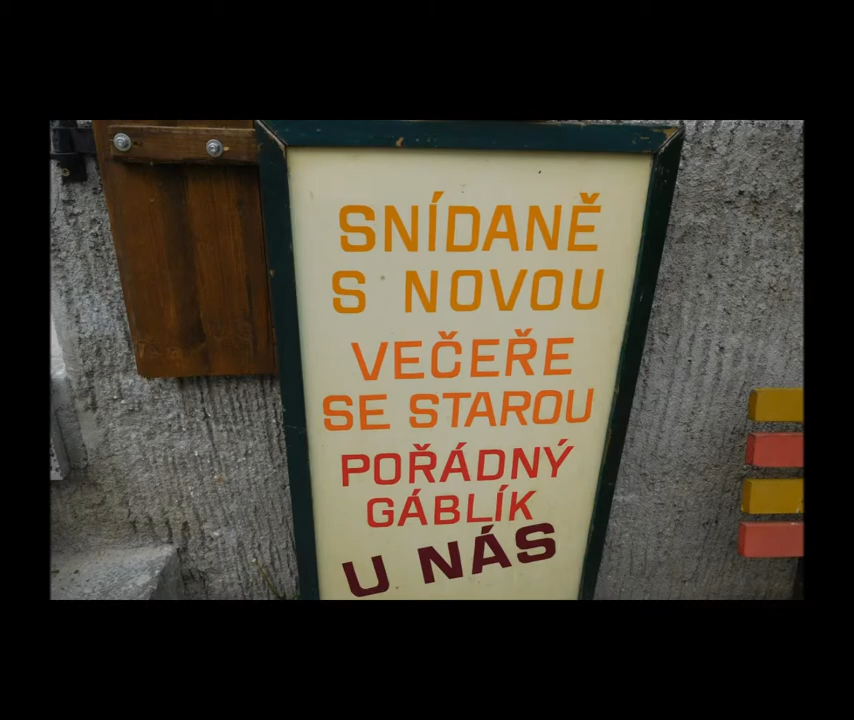 SNÍDANĚ
S NOVOU
VEČEŘE
SE STAROU
POŘÁDNÝ
GÁBLÍK
U NÁS